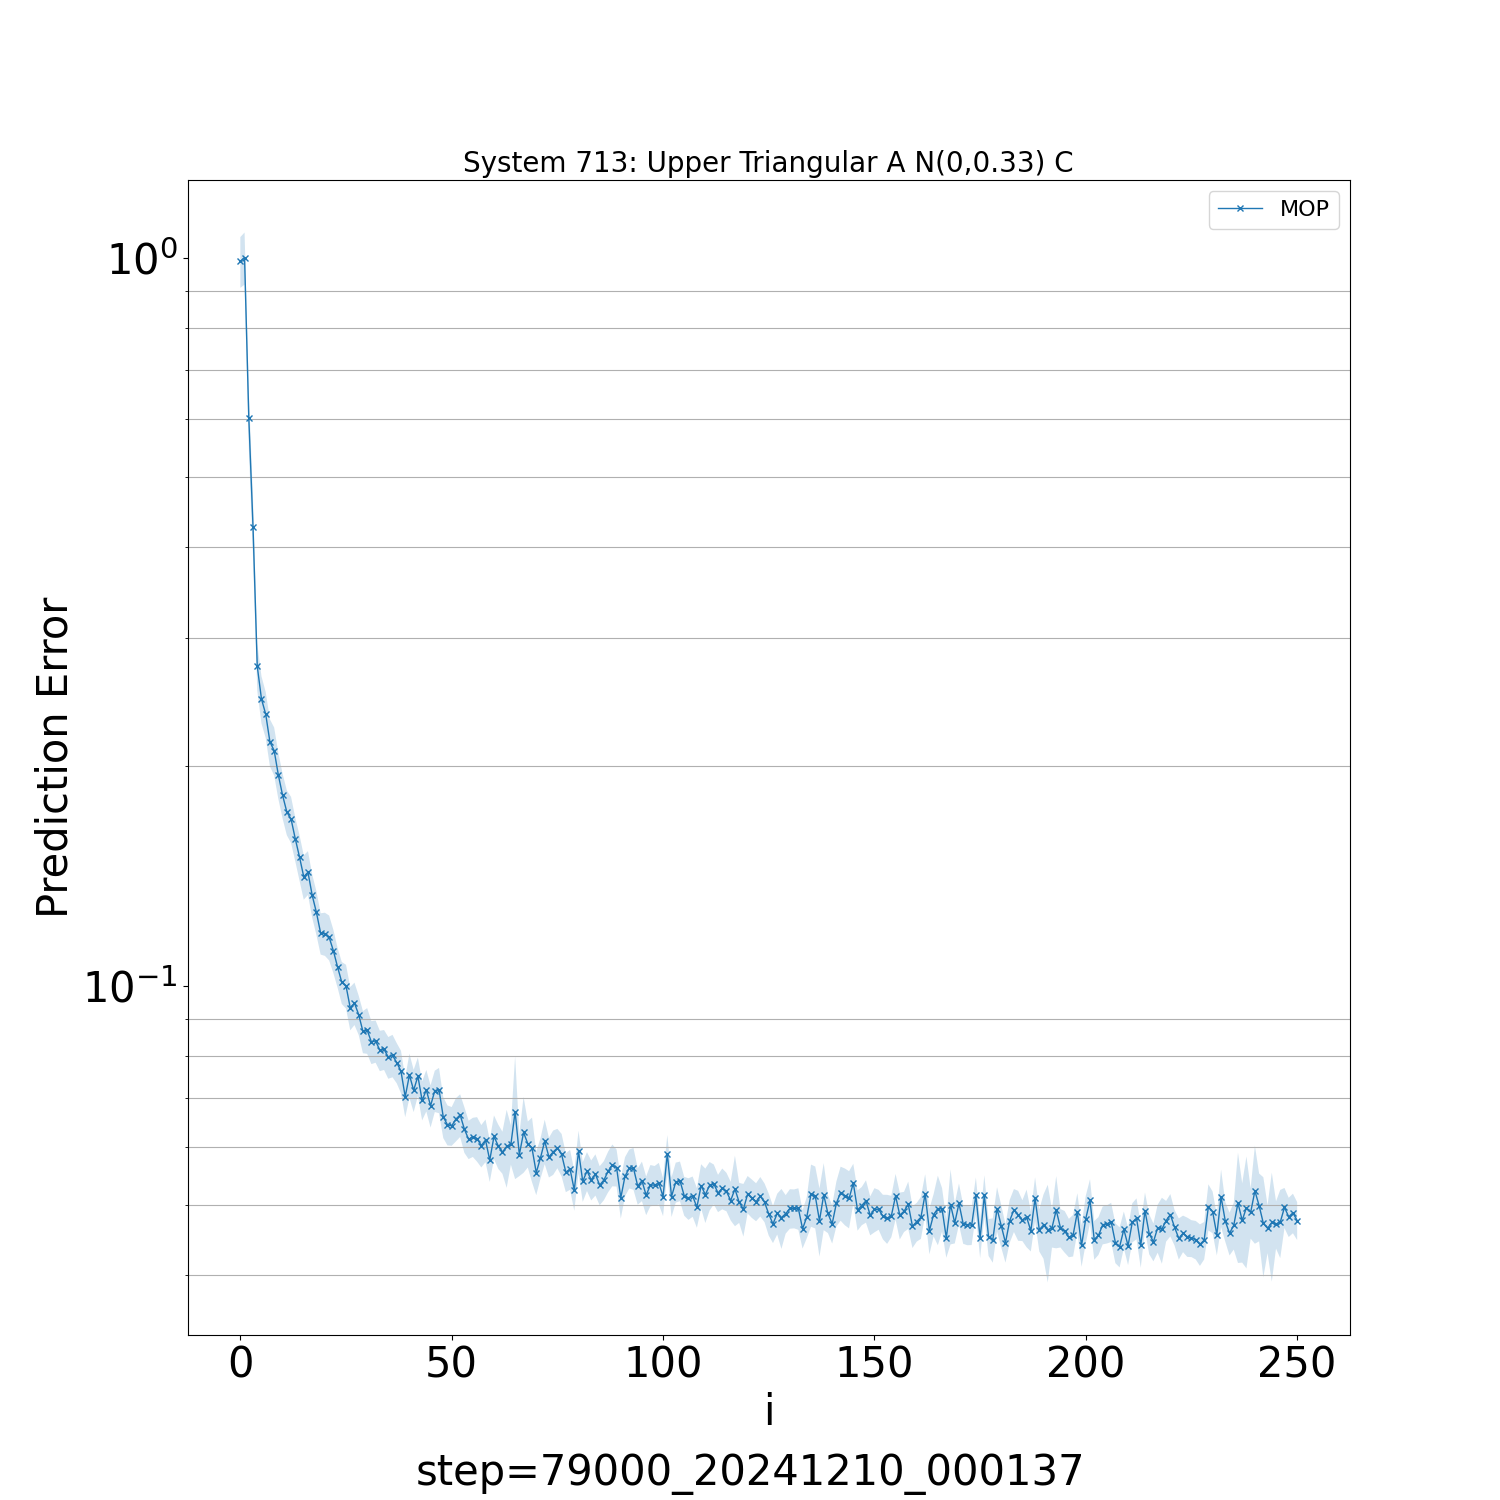 System 713: Upper Triangular A N(0,0.33) C
MOP
10⁰
Prediction Error
10⁻¹
0 50 100 150 200 250
i
step=79000_20241210_000137